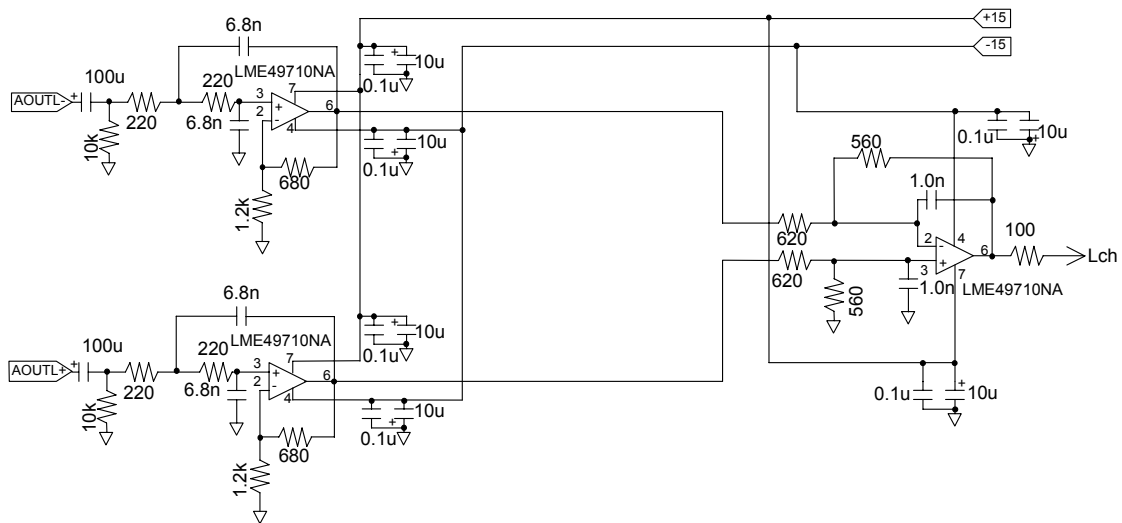 +15
-15
6.8n
10u
0.1u
LME49710NA
100u
AOUTL-
+
220
220
10k
6.8n
3
2
+
-
7
4
6
+
0.1u
+
10u
680
1.2k
0.1u
10u
+
560
1.0n
620
620
2
3
-
+
4
7
6
100
Lch
1.0n
LME49710NA
560
6.8n
+
10u
0.1u
LME49710NA
100u
AOUTL+
+
220
220
10k
6.8n
3
2
+
-
7
4
6
0.1u
+
10u
680
1.2k
0.1u
+
10u